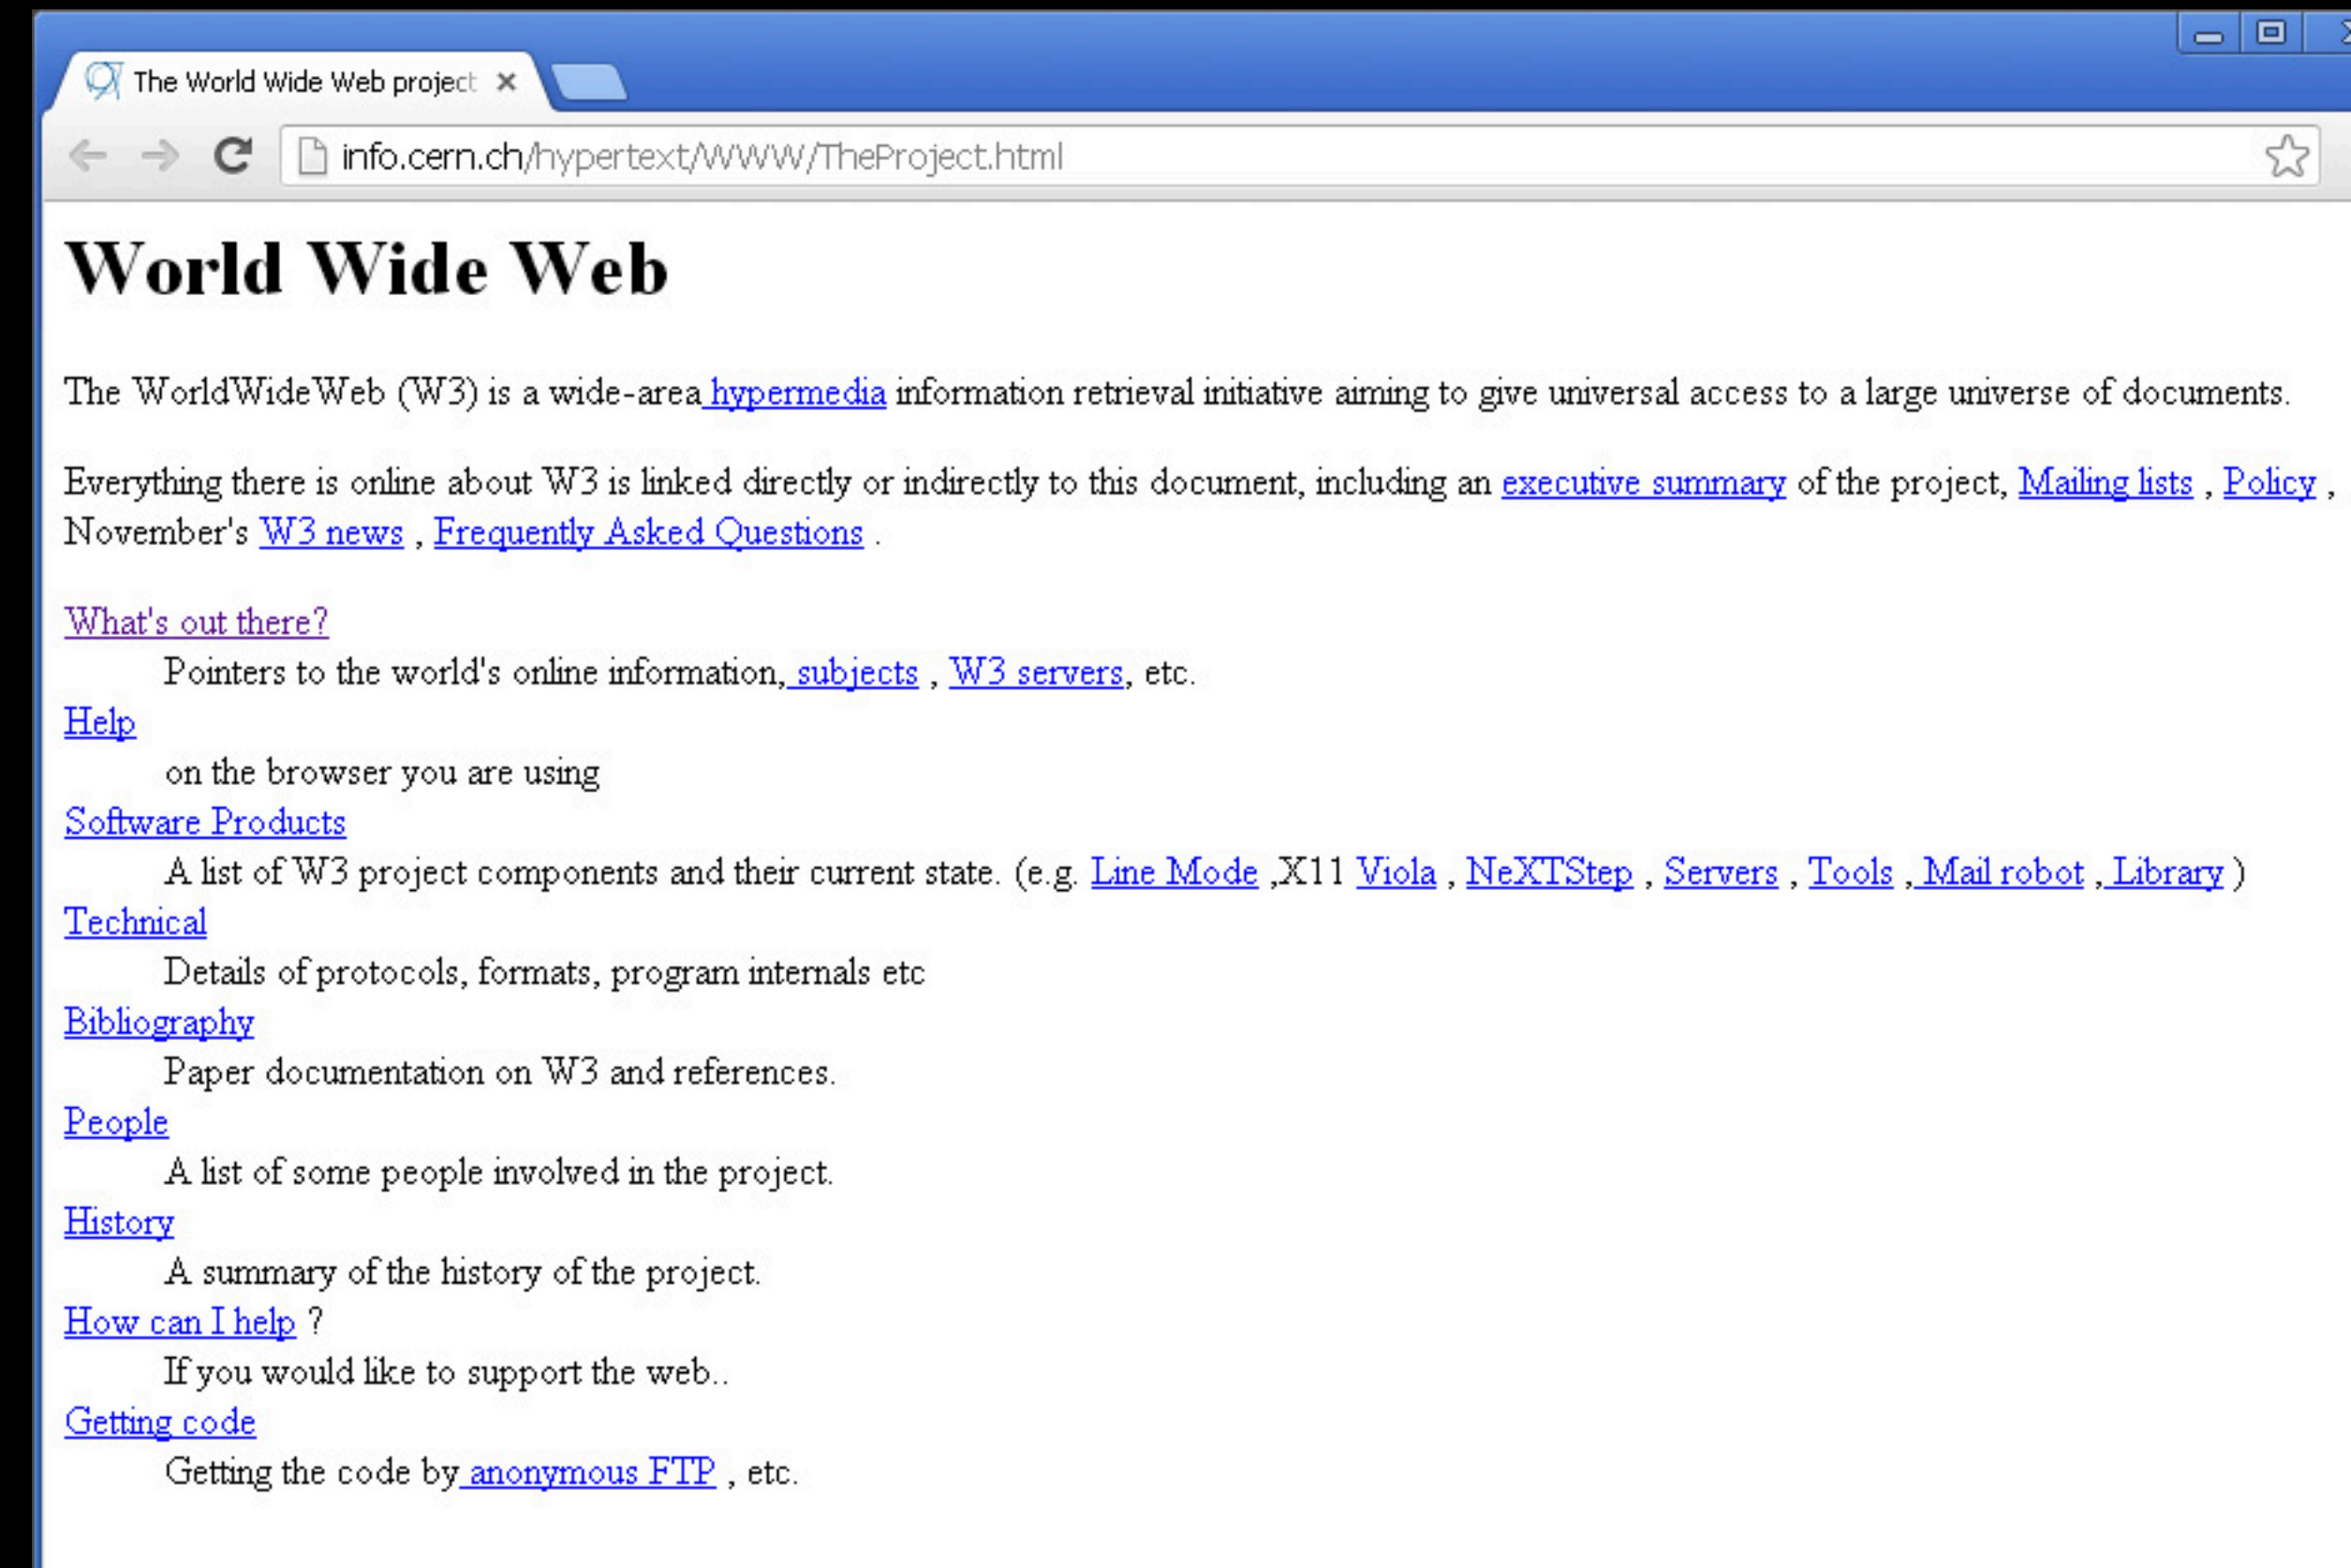 The World Wide Web project
info.cern.ch/hypertext/WWW/TheProject.html
World Wide Web
The WorldWideWeb (W3) is a wide-area hypermedia information retrieval initiative aiming to give universal access to a large universe of documents.
Everything there is online about W3 is linked directly or indirectly to this document, including an executive summary of the project, Mailing lists , Policy ,
November's W3 news , Frequently Asked Questions .
What's out there?
Pointers to the world's online information, subjects , W3 servers, etc.
Help
on the browser you are using
Software Products
A list of W3 project components and their current state. (e.g. Line Mode ,X11 Viola , NeXTStep , Servers , Tools , Mail robot , Library )
Technical
Details of protocols, formats, program internals etc
Bibliography
Paper documentation on W3 and references.
People
A list of some people involved in the project.
History
A summary of the history of the project.
How can I help ?
If you would like to support the web..
Getting code
Getting the code by anonymous FTP , etc.